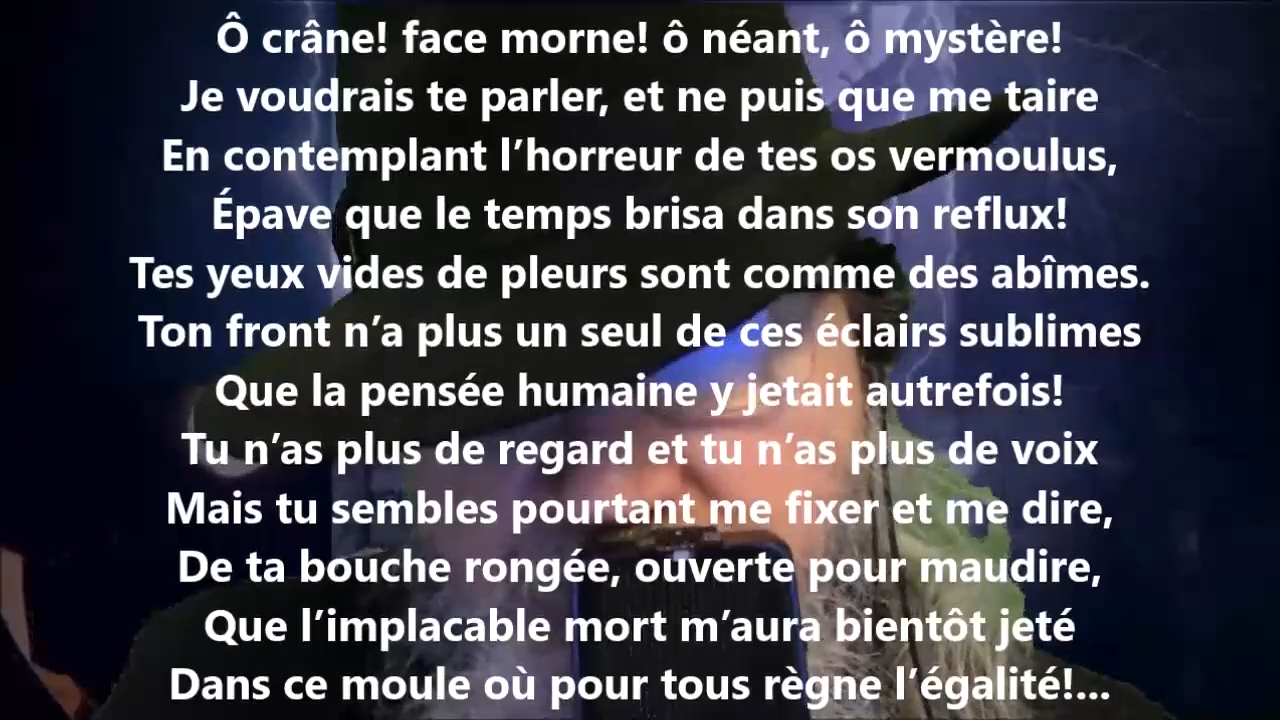 Ô crâne! face morne! ô néant, ô mystère!
Je voudrais te parler, et ne puis que me taire
En contemplant l’horreur de tes os vermoulus,
Épave que le temps brisa dans son reflux!
Tes yeux vides de pleurs sont comme des abîmes.
Ton front n’a plus un seul de ces éclairs sublimes
Que la pensée humaine y jetait autrefois!
Tu n’as plus de regard et tu n’as plus de voix
Mais tu sembles pourtant me fixer et me dire,
De ta bouche rongée, ouverte pour maudire,
Que l’implacable mort m’aura bientôt jeté
Dans ce moule où pour tous règne l’égalité!...